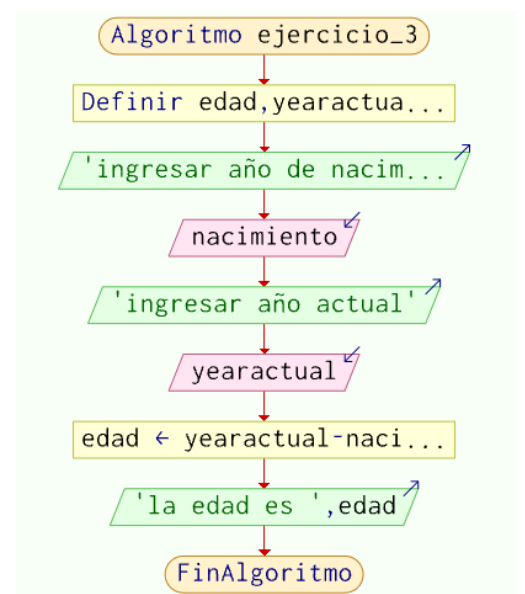 Algoritmo ejercicio_3
Definir edad,yearactua...
'ingresar año de nacim...
nacimiento
'ingresar año actual'
yearactual
edad ← yearactual-naci...
'la edad es ',edad
FinAlgoritmo